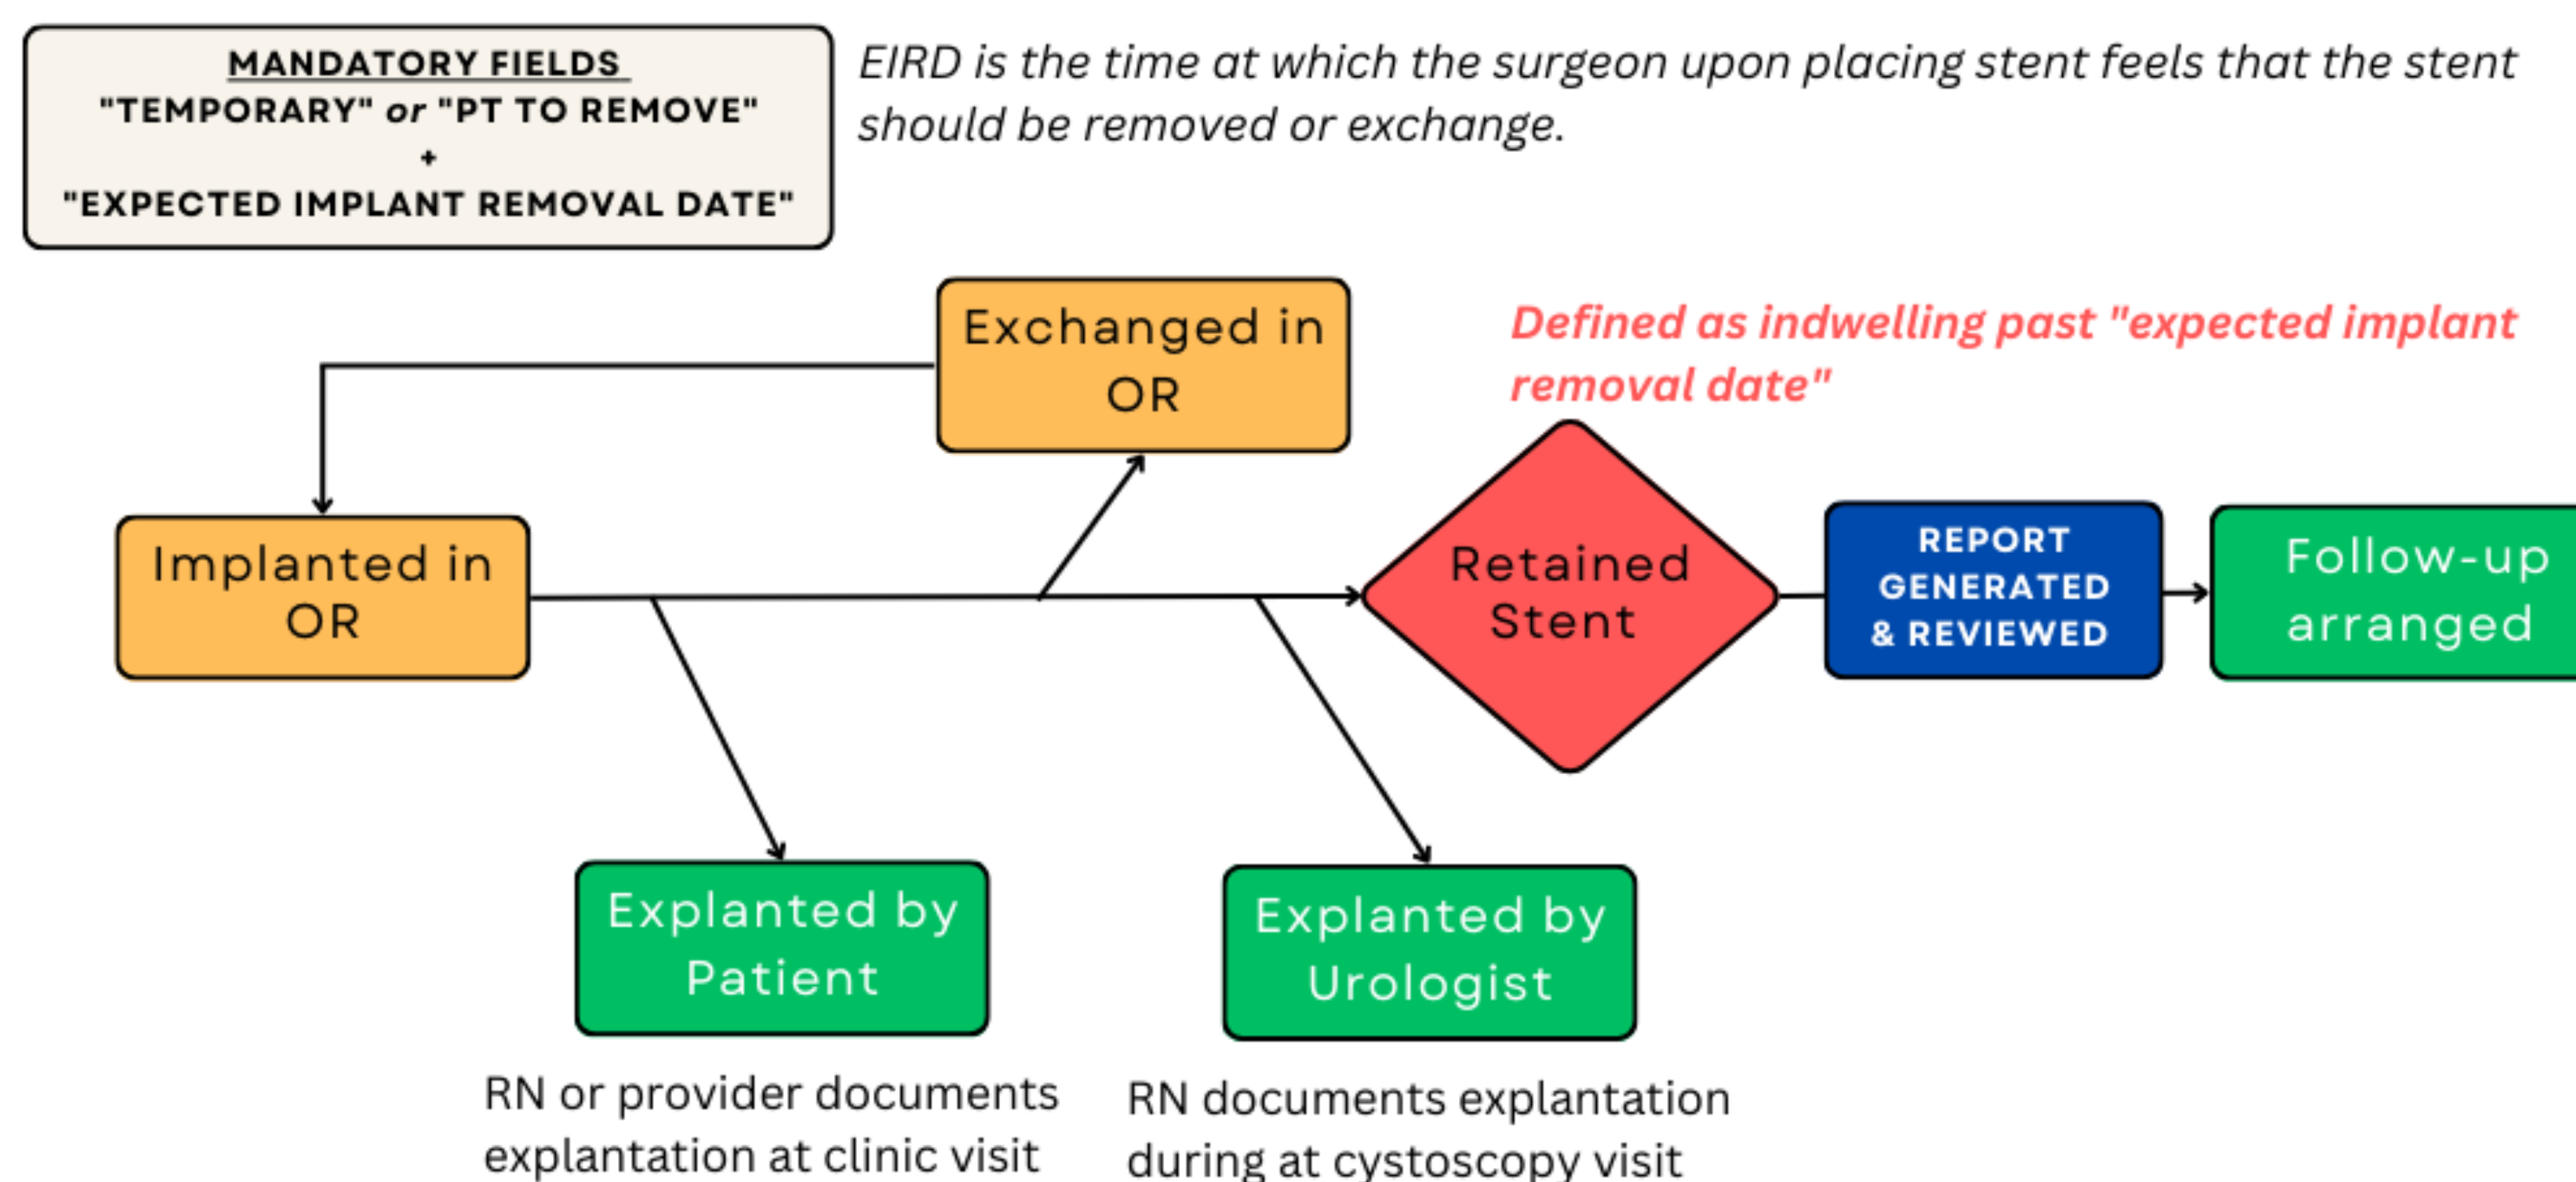 MANDATORY FIELDS
"TEMPORARY" or "PT TO REMOVE"
+
"EXPECTED IMPLANT REMOVAL DATE"
EIRD is the time at which the surgeon upon placing stent feels that the stent
should be removed or exchange.
Exchanged in
OR
Defined as indwelling past "expected implant
removal date"
Implanted in
OR
Retained
Stent
REPORT
GENERATED
& REVIEWED
Follow-up
arranged
Explanted by
Patient
Explanted by
Urologist
RN or provider documents
explantation at clinic visit
RN documents explantation
during at cystoscopy visit